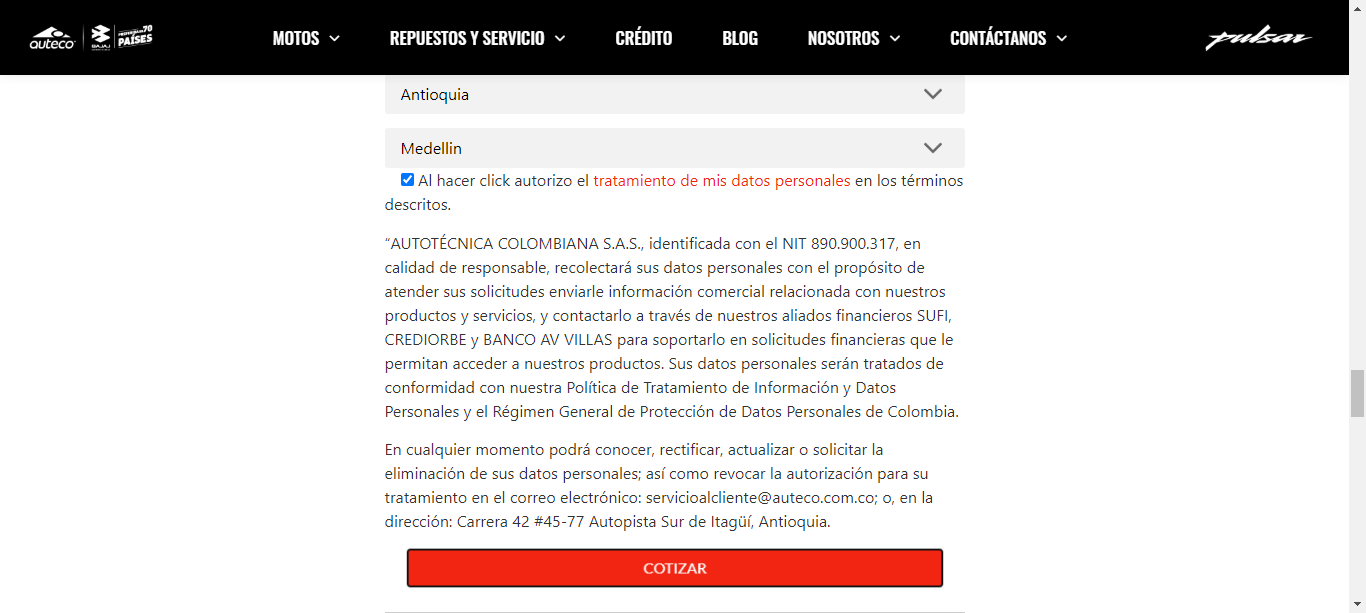 auteco
BAJAJ
70
PAÍSES
MOTOS
REPUESTOS Y SERVICIO
CRÉDITO
BLOG
NOSOTROS
CONTÁCTANOS
pulsar
Antioquia
Medellin
Al hacer click autorizo el tratamiento de mis datos personales en los términos
descritos.
“AUTOTÉCNICA COLOMBIANA S.A.S., identificada con el NIT 890.900.317, en
calidad de responsable, recolectará sus datos personales con el propósito de
atender sus solicitudes enviarle información comercial relacionada con nuestros
productos y servicios, y contactarlo a través de nuestros aliados financieros SUFI,
CREDIORBE y BANCO AV VILLAS para soportarlo en solicitudes financieras que le
permitan acceder a nuestros productos. Sus datos personales serán tratados de
conformidad con nuestra Política de Tratamiento de Información y Datos
Personales y el Régimen General de Protección de Datos Personales de Colombia.
En cualquier momento podrá conocer, rectificar, actualizar o solicitar la
eliminación de sus datos personales; así como revocar la autorización para su
tratamiento en el correo electrónico: servicioalcliente@auteco.com.co; o, en la
dirección: Carrera 42 #45-77 Autopista Sur de Itagüí, Antioquia.
COTIZAR